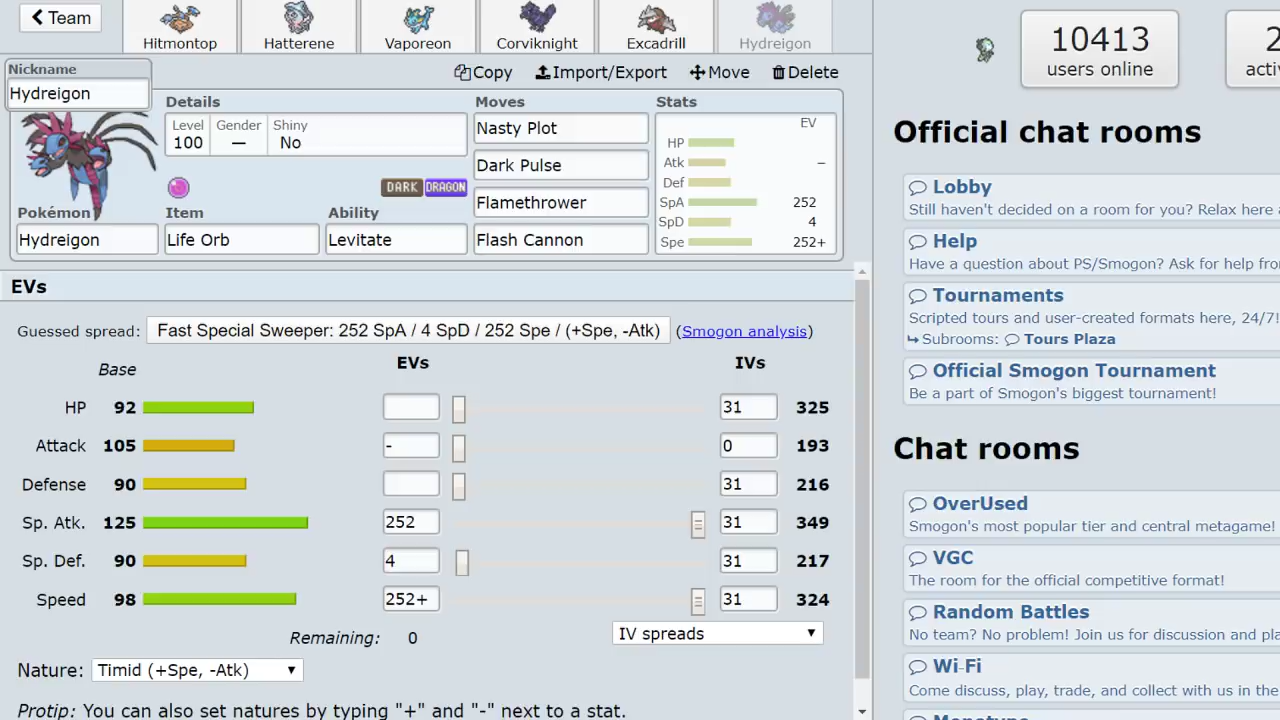 Team
Hitmontop
Hatterene
Vaporeon
Corviknight
Excadrill
Hydreigon
10413
users online
2
activ
Nickname
Hydreigon
Copy
Import/Export
Move
Delete
Details
Moves
Stats
Level
100
Gender
—
Shiny
No
Nasty Plot
Dark Pulse
Flamethrower
Flash Cannon
EV
HP
Atk –
Def
SpA 252
SpD 4
Spe 252+
DARK DRAGON
Pokémon
Hydreigon
Item
Life Orb
Ability
Levitate
EVs
Guessed spread: Fast Special Sweeper: 252 SpA / 4 SpD / 252 Spe / (+Spe, -Atk) (Smogon analysis)
Base EVs IVs
HP 92 31 325
Attack 105 - 0 193
Defense 90 31 216
Sp. Atk. 125 252 31 349
Sp. Def. 90 4 31 217
Speed 98 252+ 31 324
Remaining: 0
IV spreads
Nature: Timid (+Spe, -Atk)
Protip: You can also set natures by typing "+" and "-" next to a stat.
Official chat rooms
Lobby
Still haven't decided on a room for you? Relax here a
Help
Have a question about PS/Smogon? Ask for help from
Tournaments
Scripted tours and user-created formats here, 24/7!
Subrooms: Tours Plaza
Official Smogon Tournament
Be a part of Smogon's biggest tournament!
Chat rooms
OverUsed
Smogon's most popular tier and central metagame!
VGC
The room for the official competitive format!
Random Battles
No team? No problem! Join us for discussion and pla
Wi-Fi
Come discuss, play, trade, and collect with us in the
Monotype